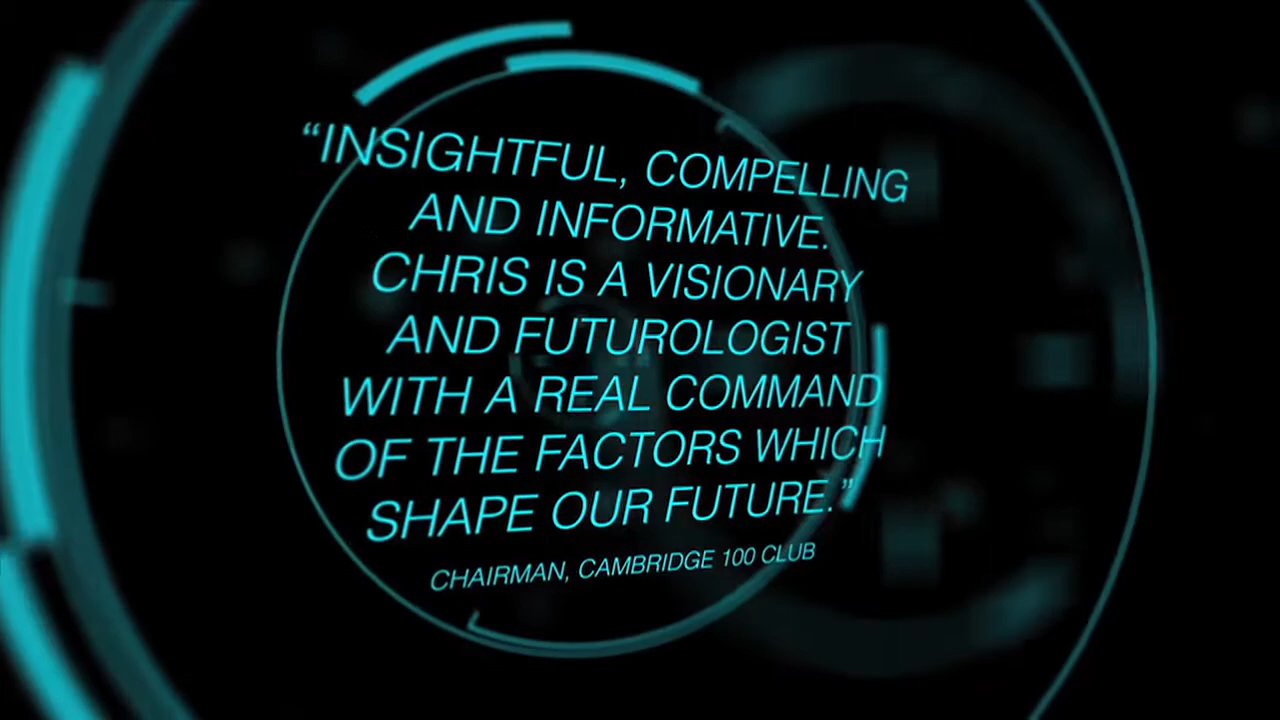 “INSIGHTFUL, COMPELLING
AND INFORMATIVE.
CHRIS IS A VISIONARY
AND FUTUROLOGIST
WITH A REAL COMMAND
OF THE FACTORS WHICH
SHAPE OUR FUTURE.”
CHAIRMAN, CAMBRIDGE 100 CLUB